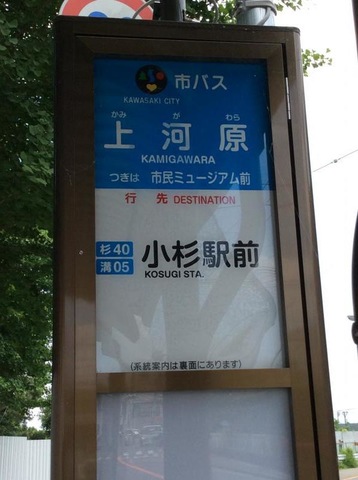 市バス
KAWASAKI CITY
かみ が わら
上河原
KAMIGAWARA
つぎは 市民ミュージアム前
行先 DESTINATION
杉40
溝05
小杉駅前
KOSUGI STA.
(系統案内は裏面にあります)